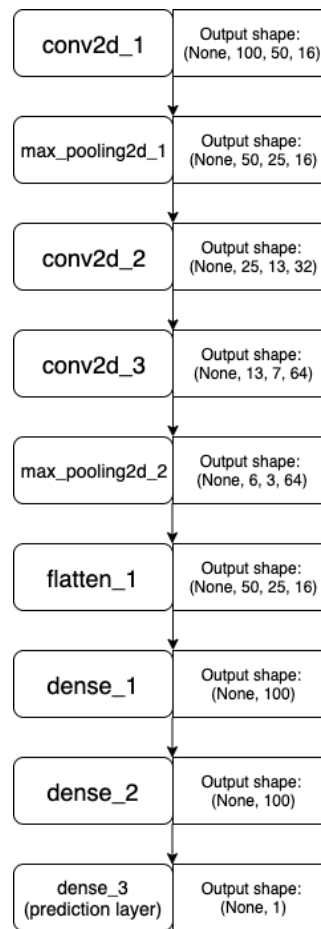 conv2d_1
Output shape:
(None, 100, 50, 16)
max_pooling2d_1
Output shape:
(None, 50, 25, 16)
conv2d_2
Output shape:
(None, 25, 13, 32)
conv2d_3
Output shape:
(None, 13, 7, 64)
max_pooling2d_2
Output shape:
(None, 6, 3, 64)
flatten_1
Output shape:
(None, 50, 25, 16)
dense_1
Output shape:
(None, 100)
dense_2
Output shape:
(None, 100)
dense_3
(prediction layer)
Output shape:
(None, 1)